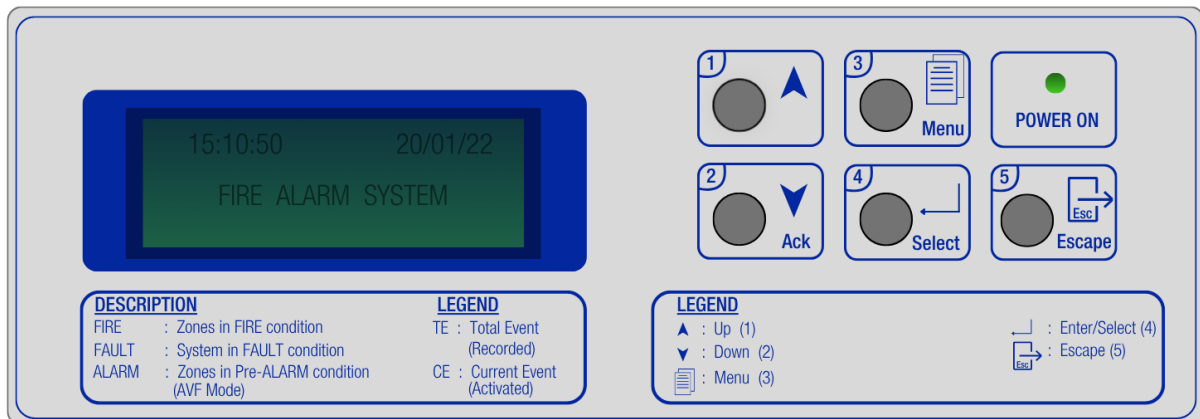 15:10:50 20/01/22
FIRE ALARM SYSTEM
1
3
Menu
POWER ON
2
Ack
4
Select
5
Esc
Escape
DESCRIPTION
FIRE : Zones in FIRE condition
FAULT : System in FAULT condition
ALARM : Zones in Pre-ALARM condition
(AVF Mode)
LEGEND
TE : Total Event
(Recorded)
CE : Current Event
(Activated)
LEGEND
: Up (1)
: Down (2)
: Menu (3)
: Enter/Select (4)
Esc : Escape (5)